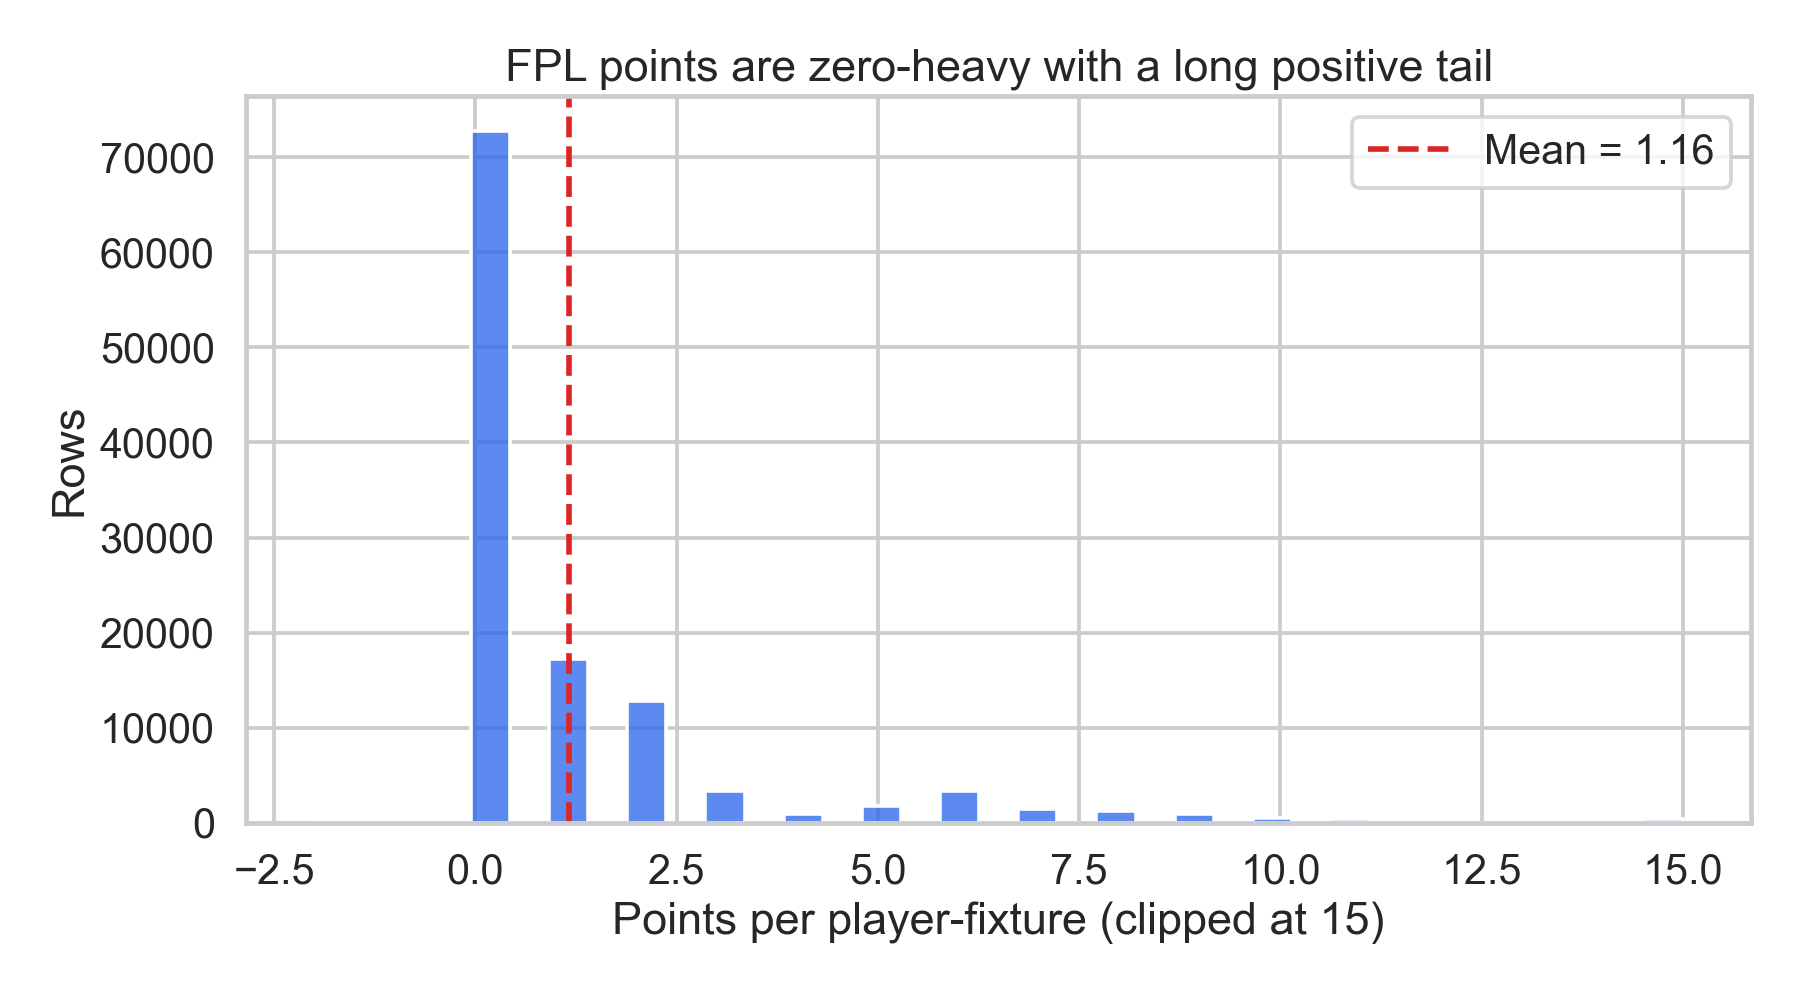 FPL points are zero-heavy with a long positive tail
Mean = 1.16
70000
60000
50000
40000
30000
20000
10000
0
Rows
−2.5 0.0 2.5 5.0 7.5 10.0 12.5 15.0
Points per player-fixture (clipped at 15)